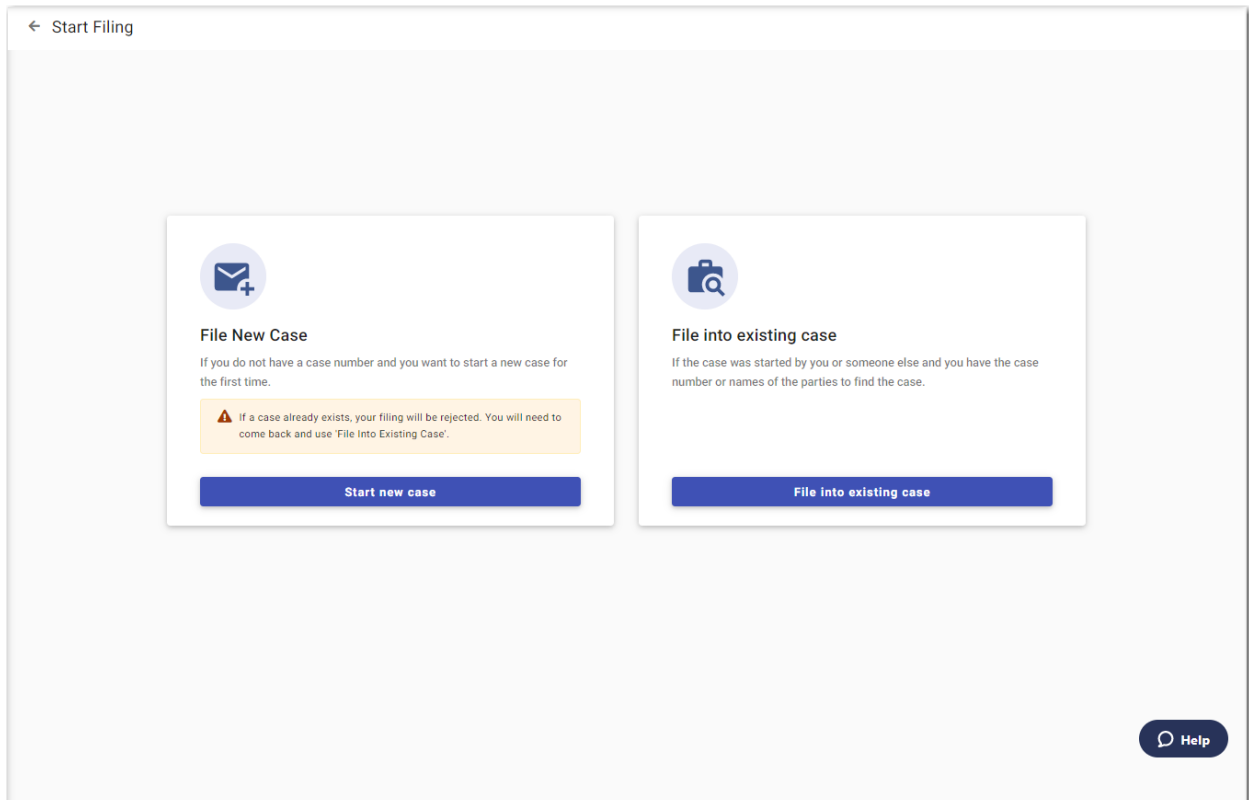 Start Filing
File New Case
If you do not have a case number and you want to start a new case for
the first time.
If a case already exists, your filing will be rejected. You will need to
come back and use 'File Into Existing Case'.
Start new case
File into existing case
If the case was started by you or someone else and you have the case
number or names of the parties to find the case.
File into existing case
Help